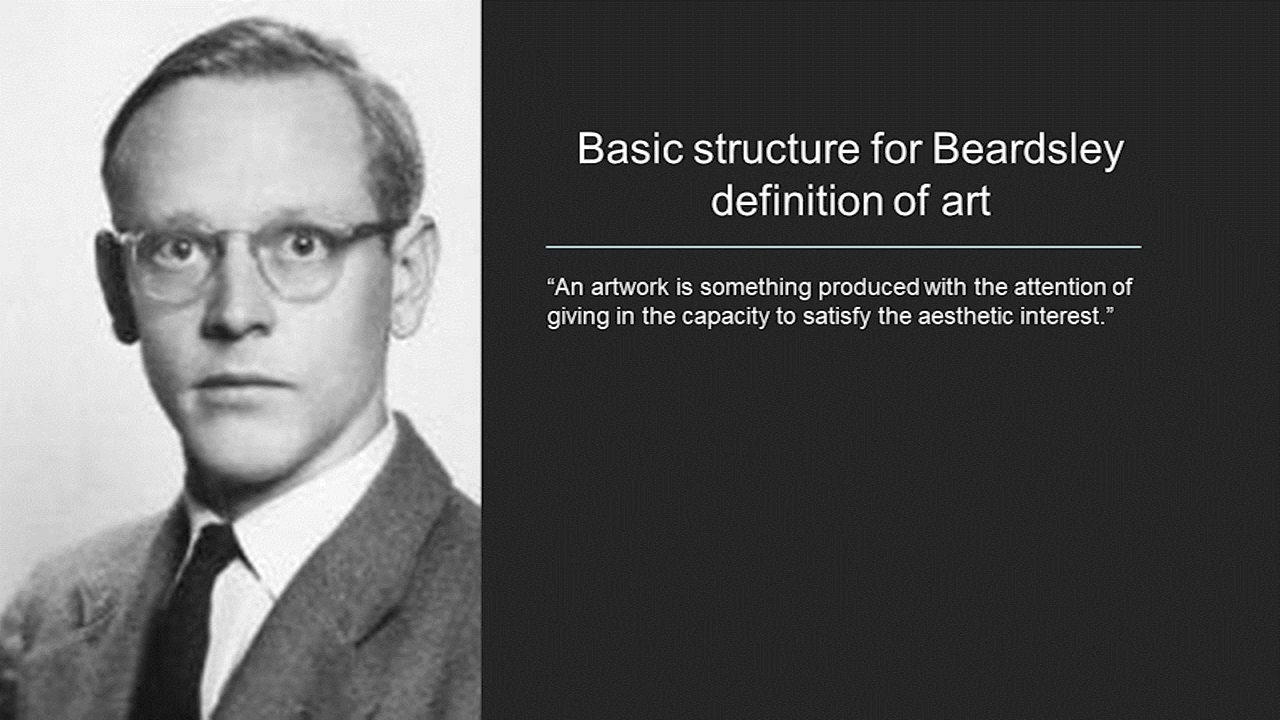 Basic structure for Beardsley
definition of art
“An artwork is something produced with the attention of
giving in the capacity to satisfy the aesthetic interest.”